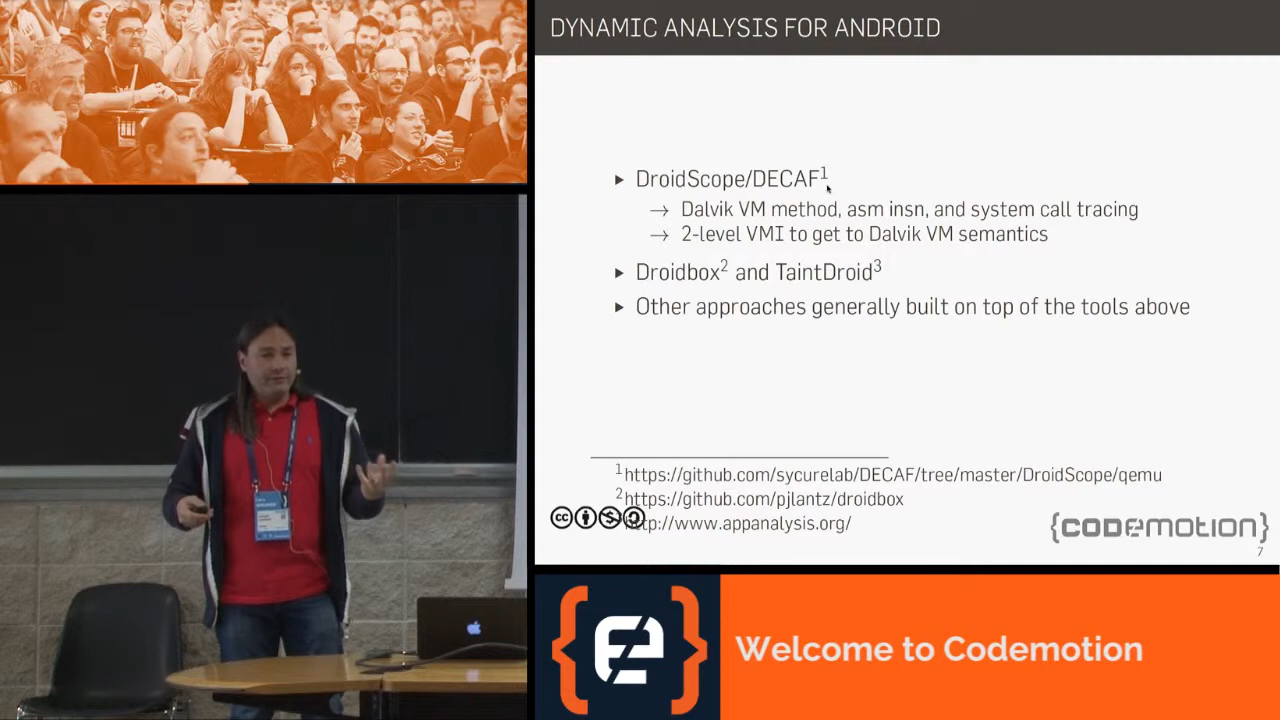 DYNAMIC ANALYSIS FOR ANDROID
▸ DroidScope/DECAF¹
→ Dalvik VM method, asm insn, and system call tracing
→ 2-level VMI to get to Dalvik VM semantics
▸ Droidbox² and TaintDroid³
▸ Other approaches generally built on top of the tools above
¹https://github.com/sycurelab/DECAF/tree/master/DroidScope/qemu
²https://github.com/pjlantz/droidbox
http://www.appanalysis.org/
{codemotion}
7
Welcome to Codemotion